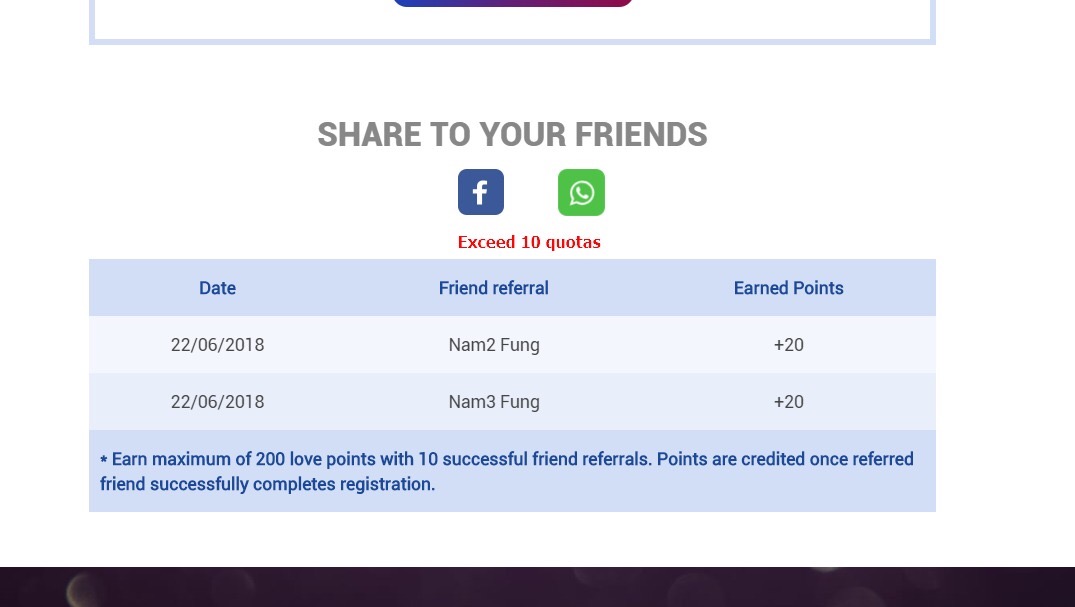 SHARE TO YOUR FRIENDS
Exceed 10 quotas
Date Friend referral Earned Points
22/06/2018 Nam2 Fung +20
22/06/2018 Nam3 Fung +20
* Earn maximum of 200 love points with 10 successful friend referrals. Points are credited once referred
friend successfully completes registration.